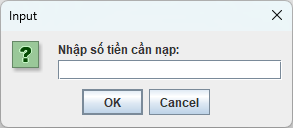 Input
Nhập số tiền cần nạp:
OK
Cancel